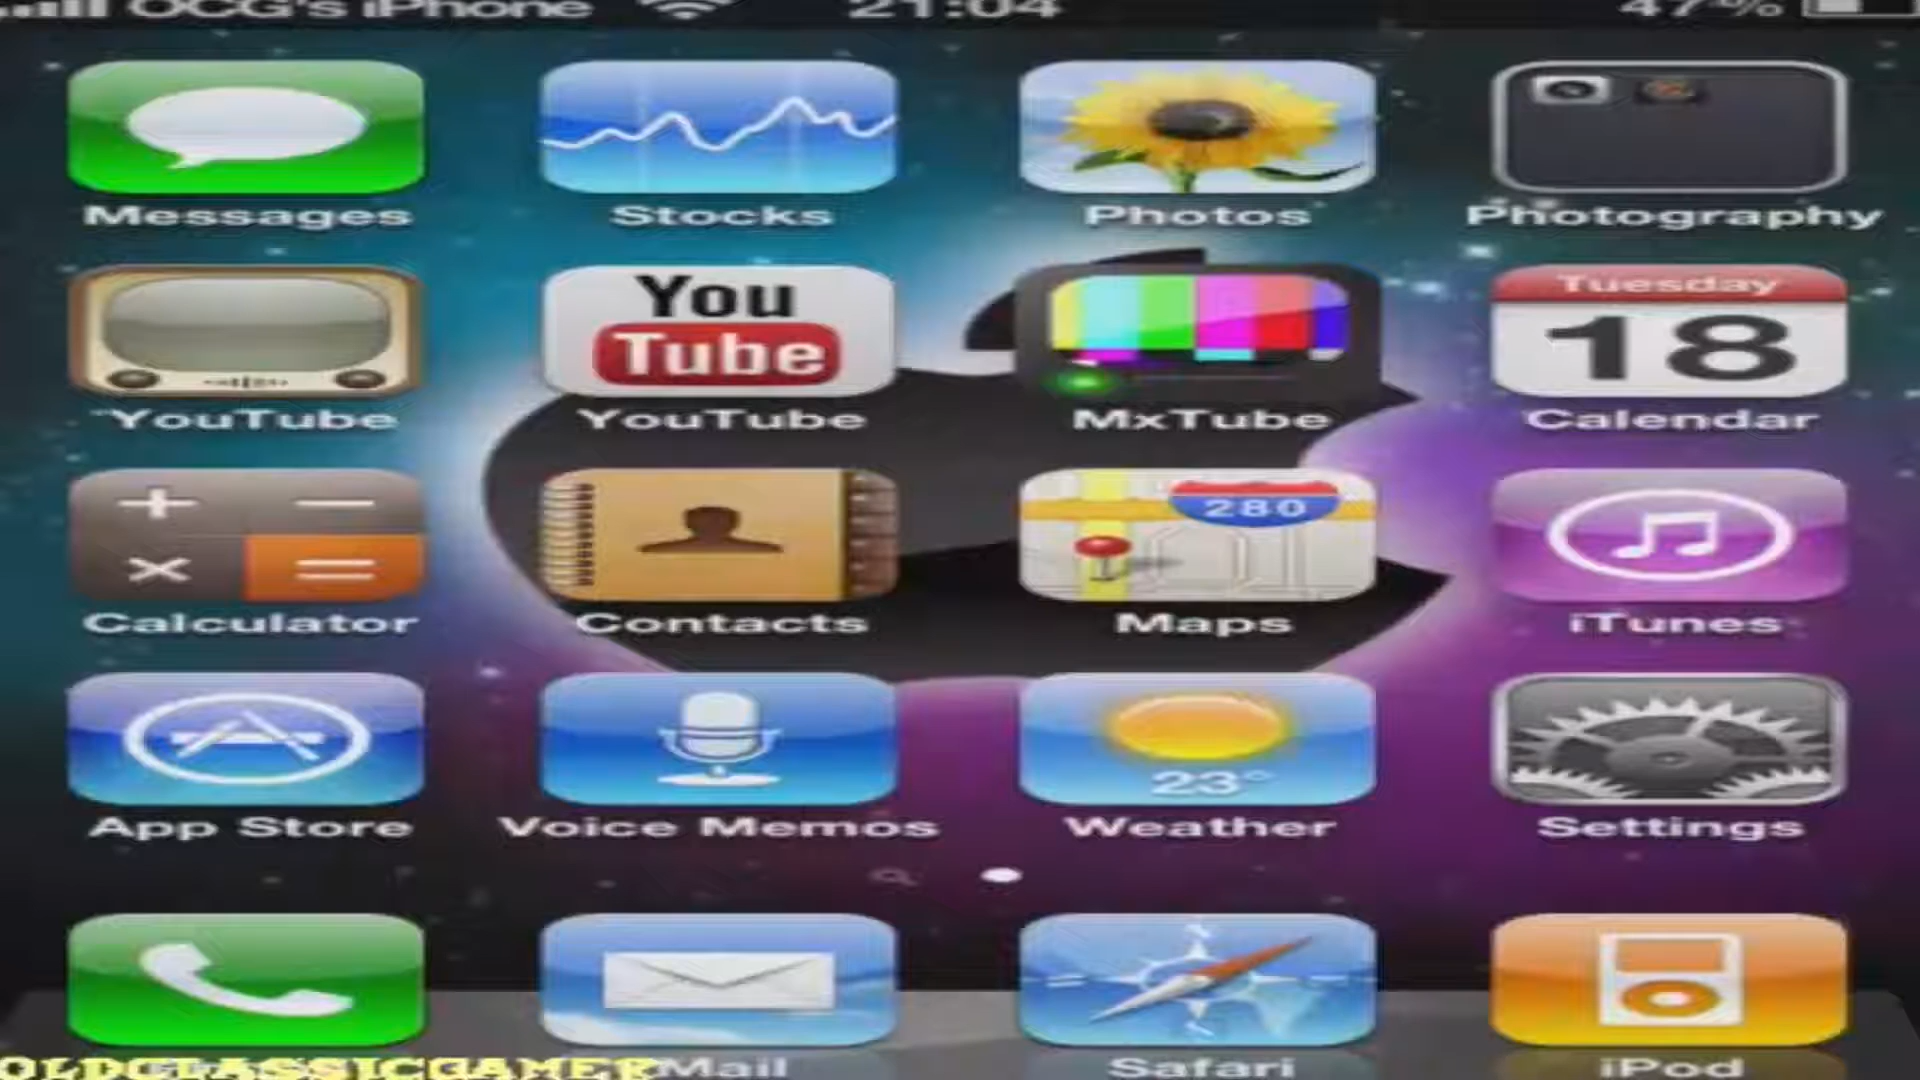 OCG's iPhone 21:04 47%
Messages Stocks Photos Photography
You
Tube
Tuesday
18
YouTube YouTube MxTube Calendar
280
Calculator Contacts Maps iTunes
23°
App Store Voice Memos Weather Settings
N
S
OLDCLASSICGAMER Mail Safari iPod